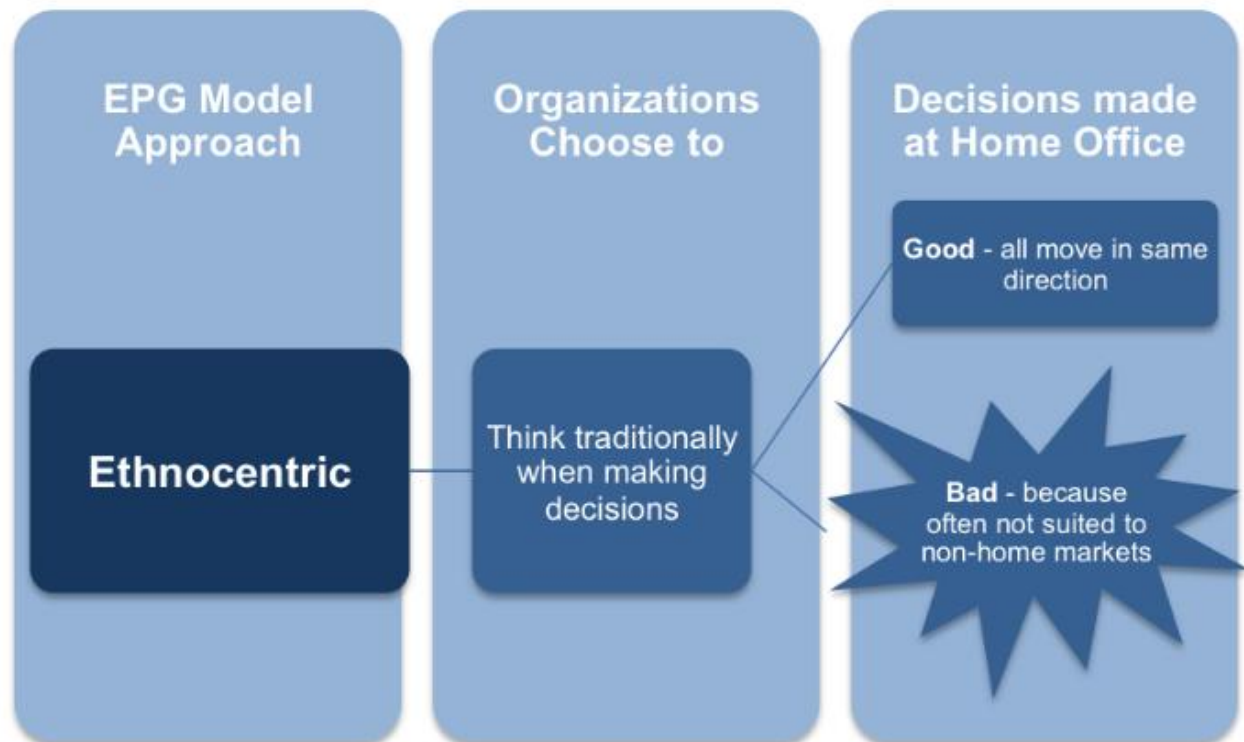 EPG Model
Approach
Organizations
Choose to
Decisions made
at Home Office
Ethnocentric
Think traditionally
when making
decisions
Good - all move in same
direction
Bad - because
often not suited to
non-home markets